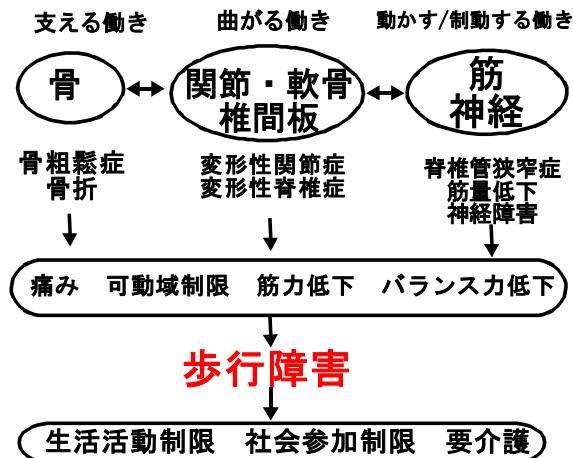 支える働き 曲がる働き 動かす/制動する働き
骨
関節・軟骨
椎間板
筋
神経
骨粗鬆症
骨折
変形性関節症
変形性脊椎症
脊椎管狭窄症
筋量低下
神経障害
痛み 可動域制限 筋力低下 バランス力低下
歩行障害
生活活動制限 社会参加制限 要介護